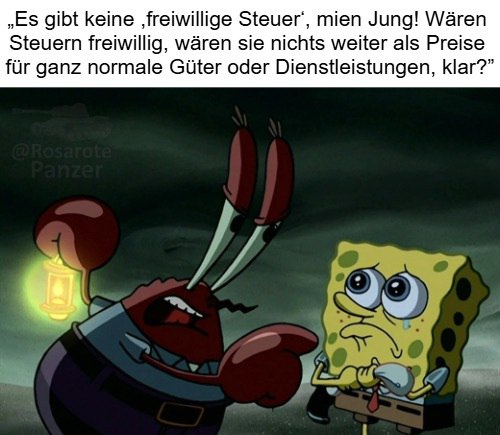 „Es gibt keine ‚freiwillige Steuer‘, mien Jung! Wären
Steuern freiwillig, wären sie nichts weiter als Preise
für ganz normale Güter oder Dienstleistungen, klar?”
@Rosarote
Panzer